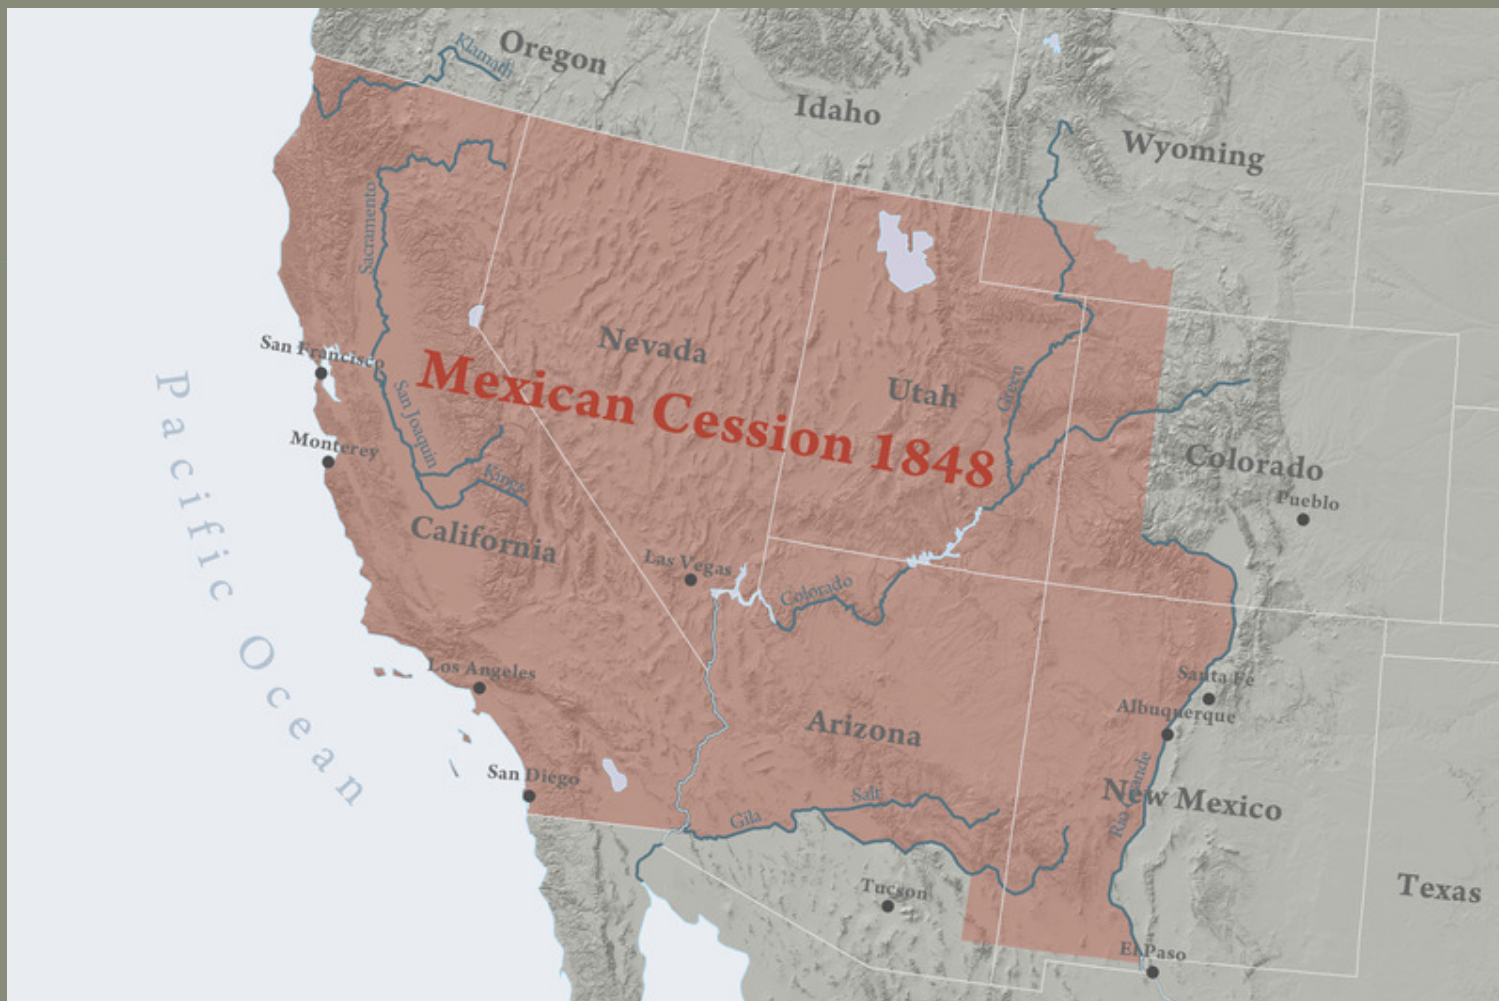 Klamath
Oregon
Idaho
Wyoming
Sacramento
San Francisco
Nevada
Utah
Green
Mexican Cession 1848
Pacific Ocean
San Joaquin
Monterey
Kings
Colorado
Pueblo
California
Las Vegas
Colorado
Los Angeles
Santa Fe
Albuquerque
Arizona
San Diego
New Mexico
Rio Grande
Salt
Gila
Tucson
Texas
El Paso